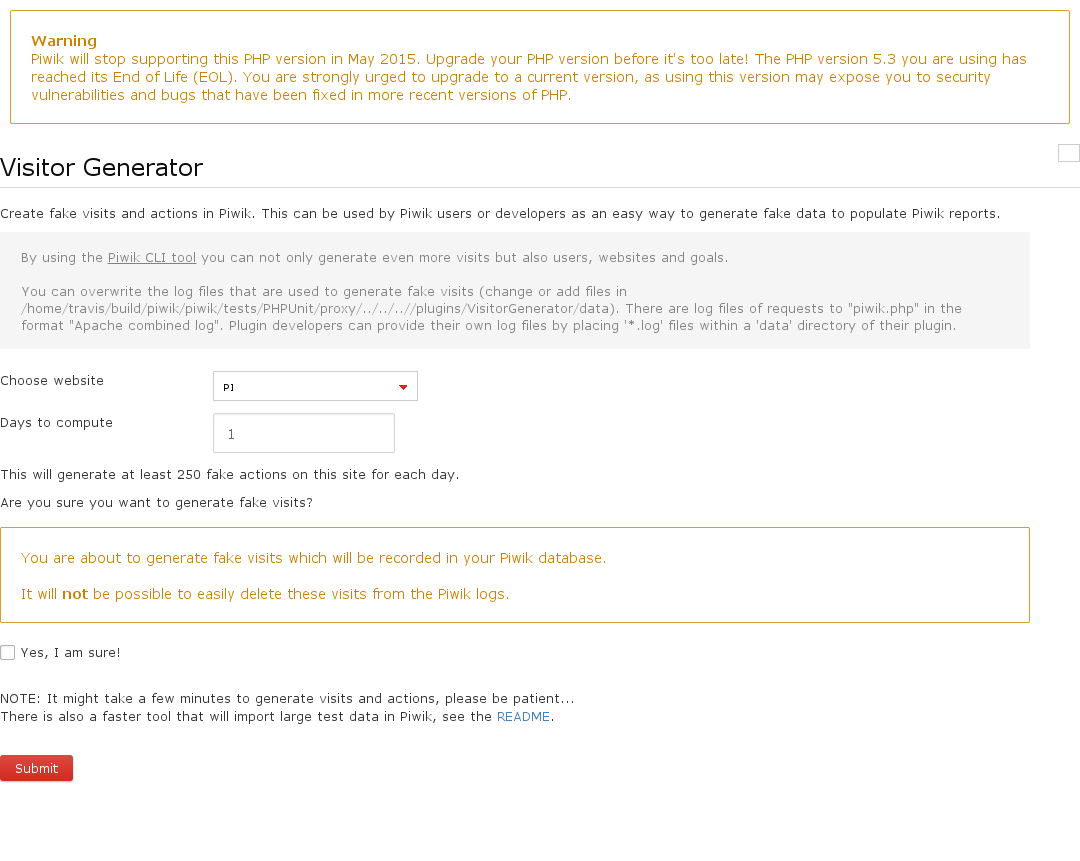 Warning
Piwik will stop supporting this PHP version in May 2015. Upgrade your PHP version before it's too late! The PHP version 5.3 you are using has
reached its End of Life (EOL). You are strongly urged to upgrade to a current version, as using this version may expose you to security
vulnerabilities and bugs that have been fixed in more recent versions of PHP.
Visitor Generator
Create fake visits and actions in Piwik. This can be used by Piwik users or developers as an easy way to generate fake data to populate Piwik reports.
By using the Piwik CLI tool you can not only generate even more visits but also users, websites and goals.
You can overwrite the log files that are used to generate fake visits (change or add files in
/home/travis/build/piwik/piwik/tests/PHPUnit/proxy/../../..//plugins/VisitorGenerator/data). There are log files of requests to "piwik.php" in the
format "Apache combined log". Plugin developers can provide their own log files by placing '*.log' files within a 'data' directory of their plugin.
Choose website
PI
Days to compute
1
This will generate at least 250 fake actions on this site for each day.
Are you sure you want to generate fake visits?
You are about to generate fake visits which will be recorded in your Piwik database.
It will not be possible to easily delete these visits from the Piwik logs.
Yes, I am sure!
NOTE: It might take a few minutes to generate visits and actions, please be patient...
There is also a faster tool that will import large test data in Piwik, see the README.
Submit